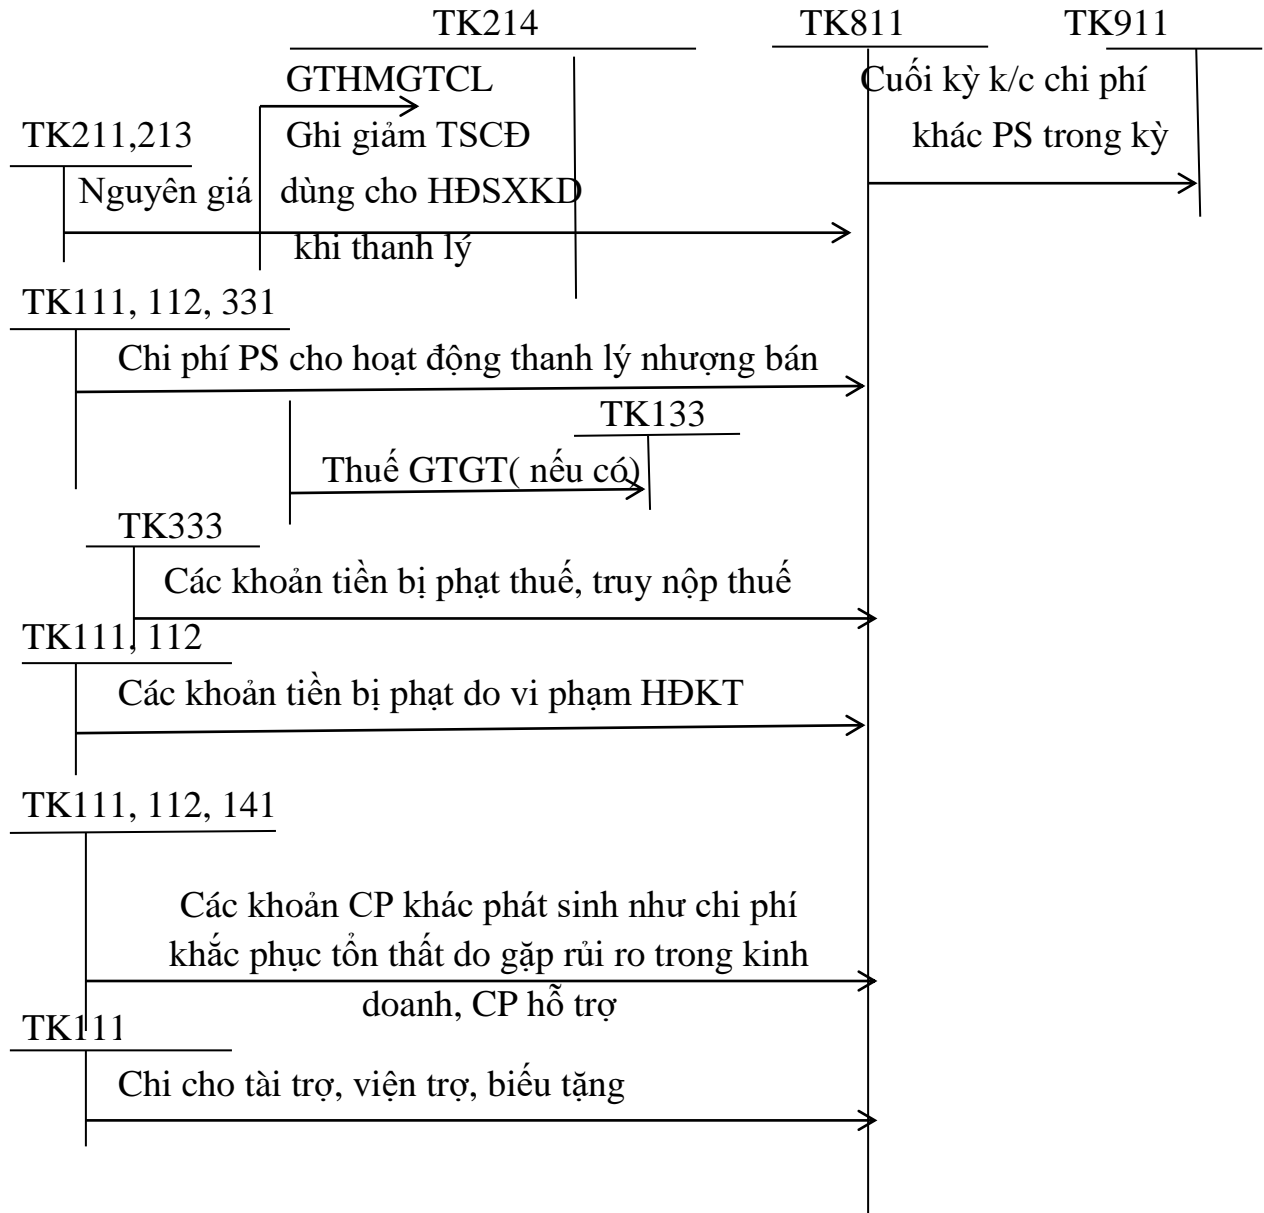 TK214 TK811 TK911
GTHMGTCL Cuối kỳ k/c chi phí
TK211,213 Ghi giảm TSCĐ khác PS trong kỳ
Nguyên giá dùng cho HĐSXKD
khi thanh lý
TK111, 112, 331
Chi phí PS cho hoạt động thanh lý nhượng bán
TK133
Thuế GTGT( nếu có)
TK333
Các khoản tiền bị phạt thuế, truy nộp thuế
TK111, 112
Các khoản tiền bị phạt do vi phạm HĐKT
TK111, 112, 141
Các khoản CP khác phát sinh như chi phí
khắc phục tổn thất do gặp rủi ro trong kinh
doanh, CP hỗ trợ
TK111
Chi cho tài trợ, viện trợ, biếu tặng